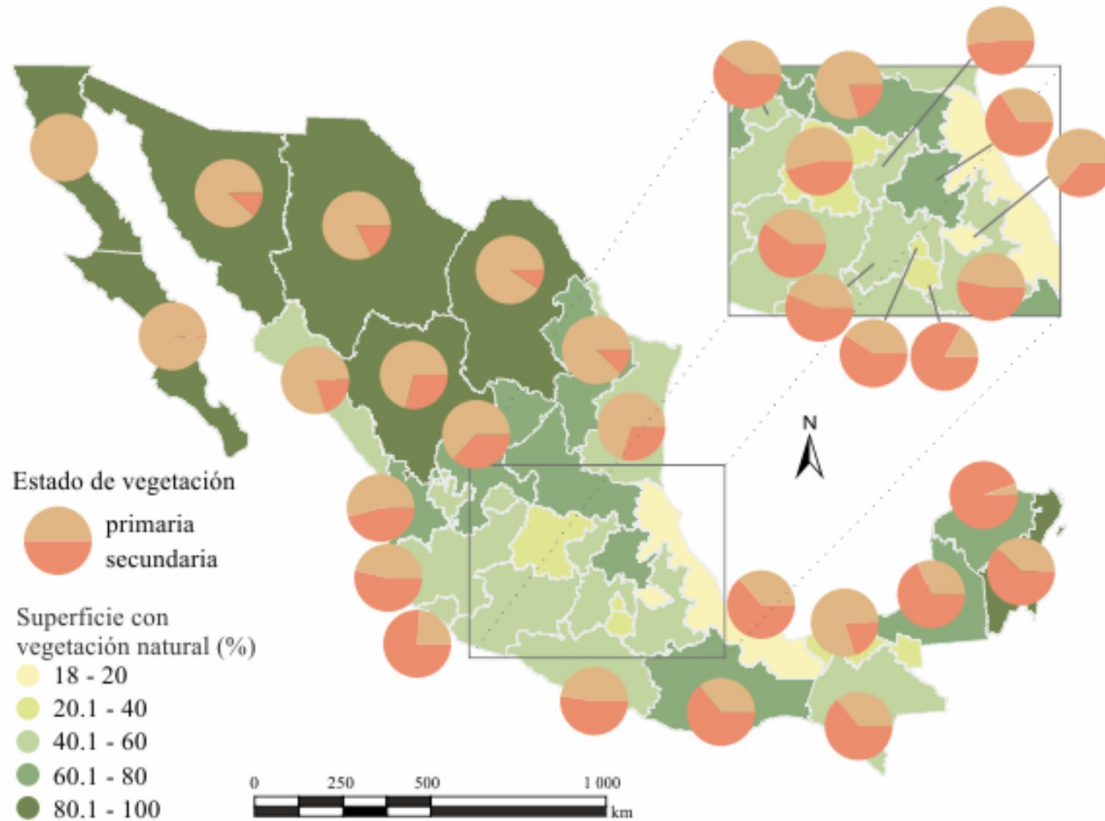 N
Estado de vegetación
primaria
secundaria
Superficie con
vegetación natural (%)
18 - 20
20.1 - 40
40.1 - 60
60.1 - 80
80.1 - 100
0 250 500 1 000
km